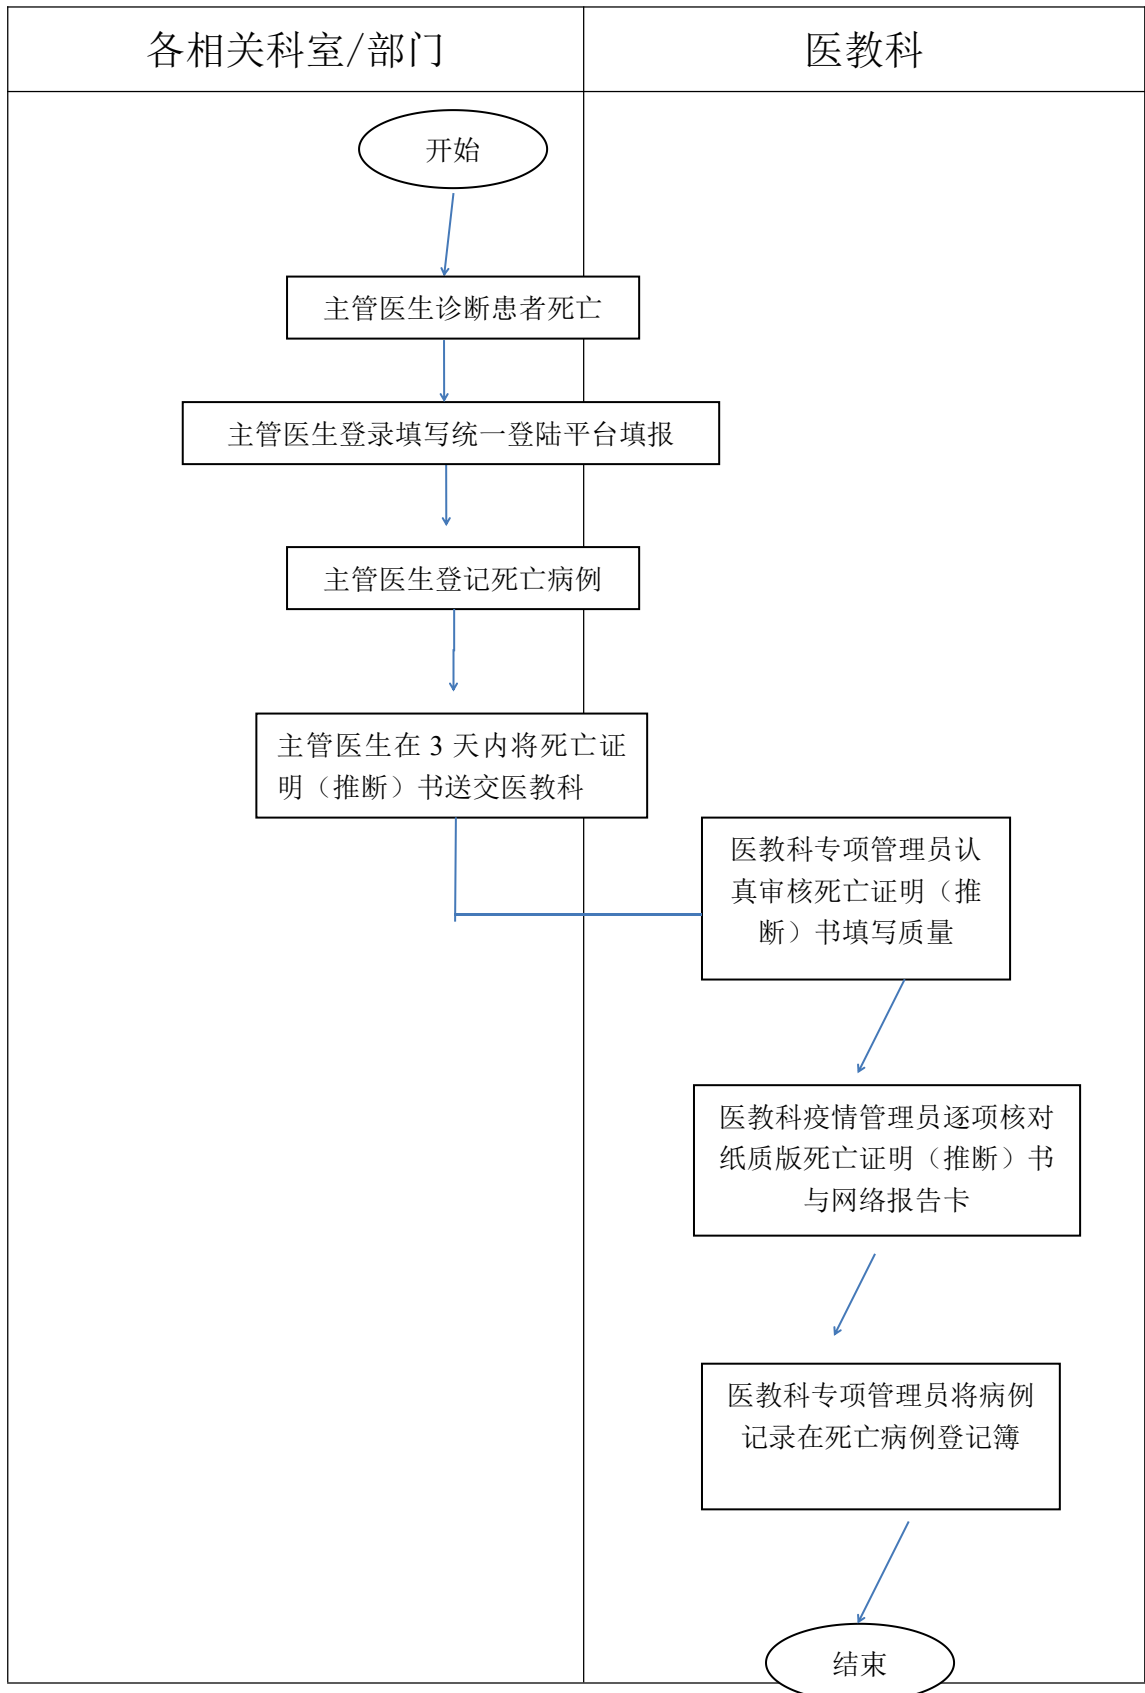 各相关科室/部门
医教科
开始
主管医生诊断患者死亡
主管医生登录填写统一登陆平台填报
主管医生登记死亡病例
主管医生在 3 天内将死亡证
明（推断）书送交医教科
医教科专项管理员认
真审核死亡证明（推
断）书填写质量
医教科疫情管理员逐项核对
纸质版死亡证明（推断）书
与网络报告卡
医教科专项管理员将病例
记录在死亡病例登记簿
结束